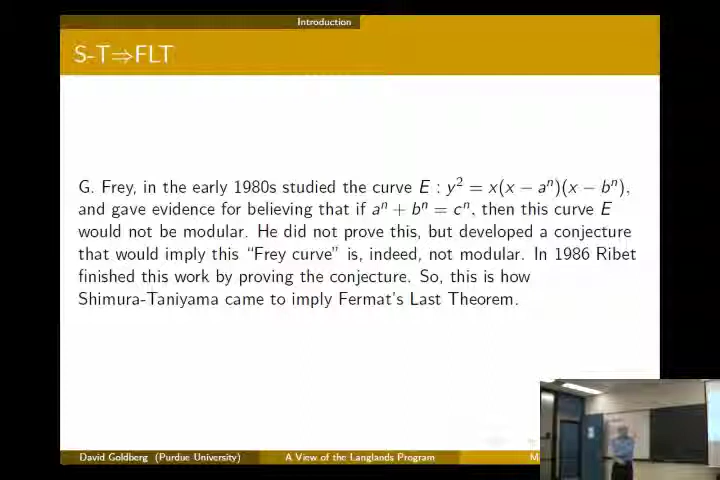 Introduction
S-T⇒FLT
G. Frey, in the early 1980s studied the curve E : y² = x(x − aⁿ)(x − bⁿ),
and gave evidence for believing that if aⁿ + bⁿ = cⁿ, then this curve E
would not be modular. He did not prove this, but developed a conjecture
that would imply this “Frey curve” is, indeed, not modular. In 1986 Ribet
finished this work by proving the conjecture. So, this is how
Shimura-Taniyama came to imply Fermat's Last Theorem.
David Goldberg (Purdue University) A View of the Langlands Program